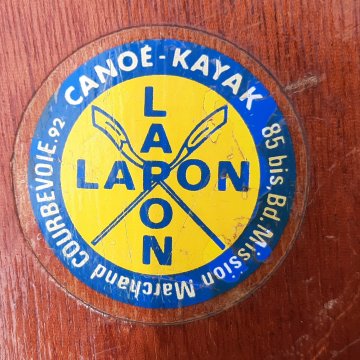 CANOË - KAYAK
85 bis Bd. Mission Marchand COURBEVOIE 92
LARON
LARON